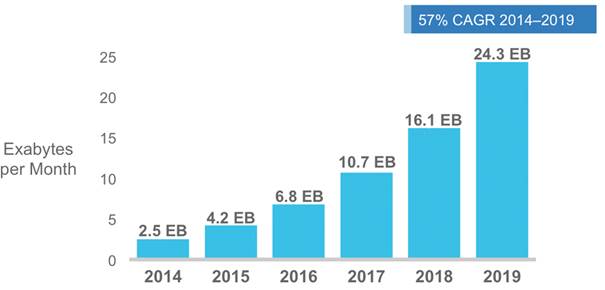 57% CAGR 2014–2019
Exabytes
per Month
25
20
15
10
5
0
2.5 EB
4.2 EB
6.8 EB
10.7 EB
16.1 EB
24.3 EB
2014 2015 2016 2017 2018 2019